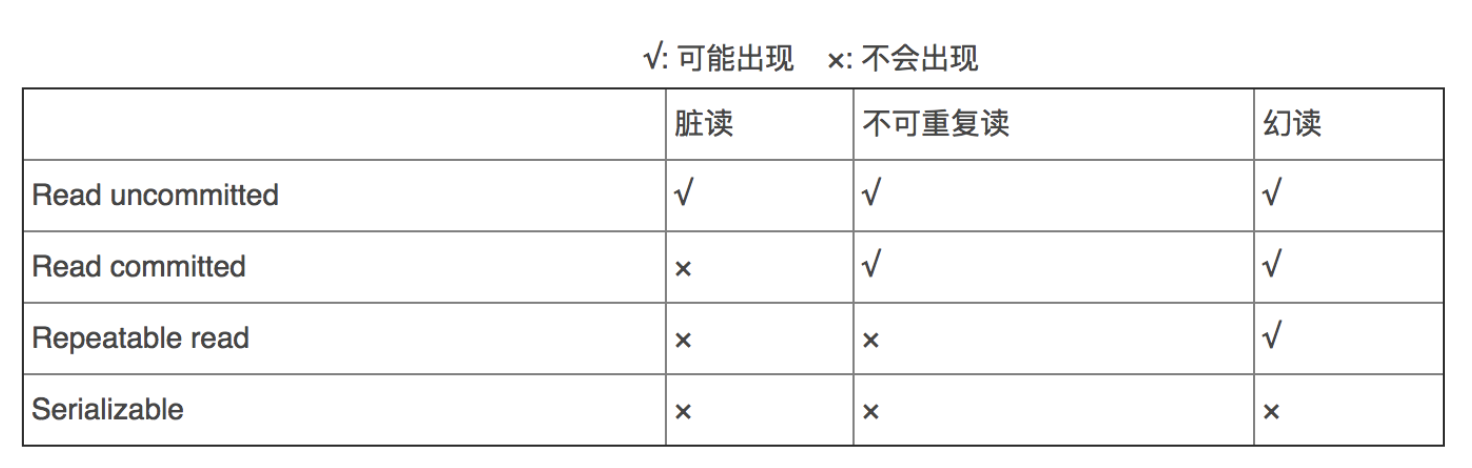 √: 可能出现 ×: 不会出现
脏读 不可重复读 幻读
Read uncommitted √ √ √
Read committed × √ √
Repeatable read × × √
Serializable × × ×